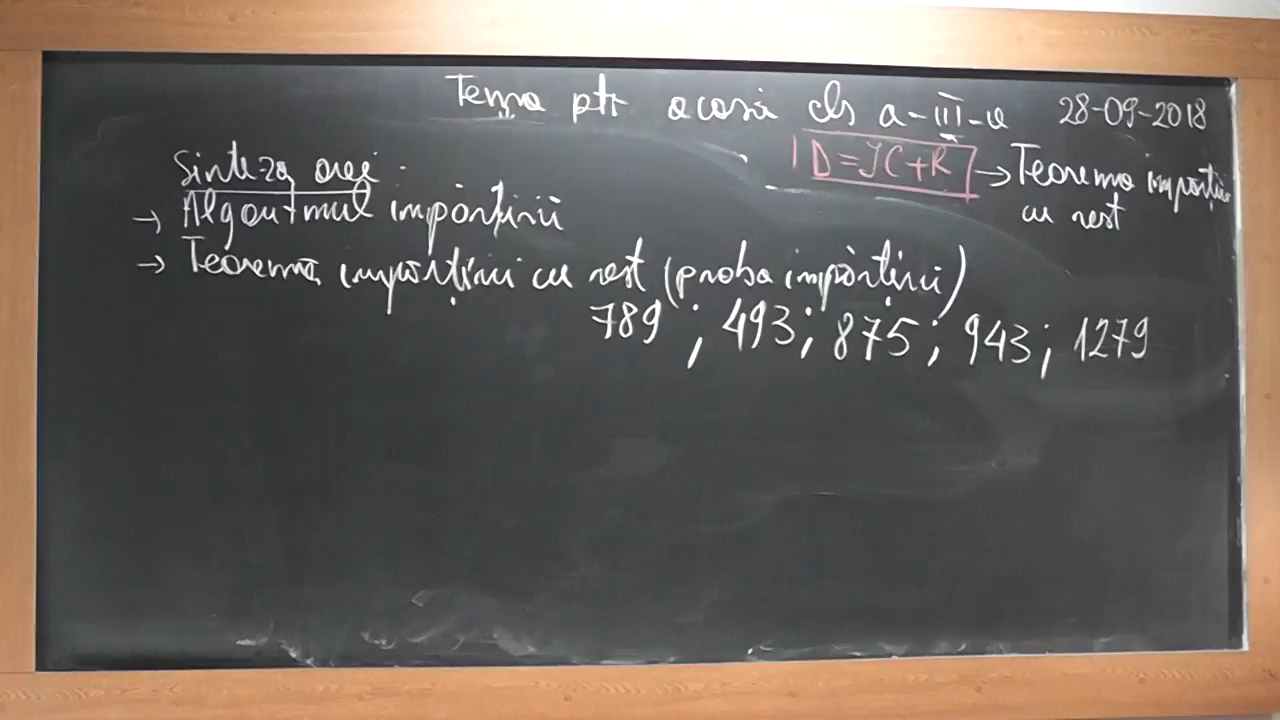 Tema ptr acasă cls a-III-a 28-09-2018
D=ÎC+R → Teorema împărțirii
cu rest
Sinteza orei
→ Algoritmul împărțirii
→ Teorema împărțirii cu rest (proba împărțirii)
789 ; 493; 875; 943; 1279